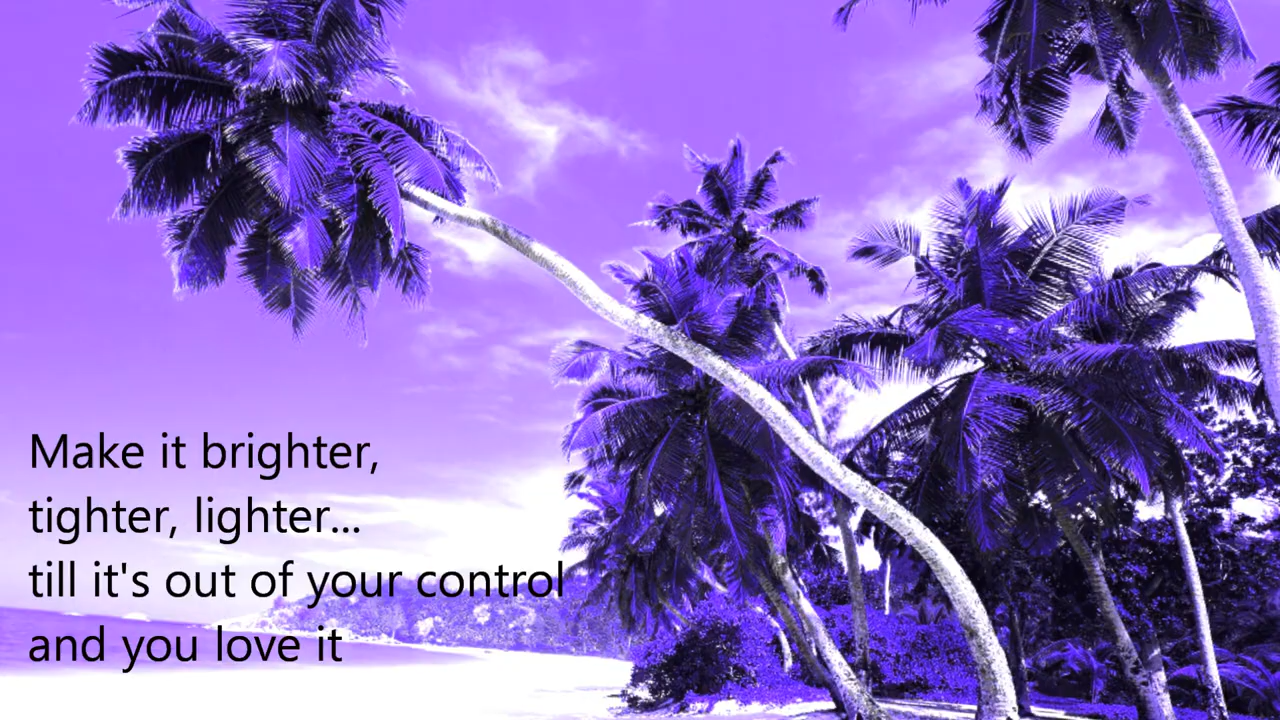 Make it brighter,
tighter, lighter...
till it's out of your control
and you love it